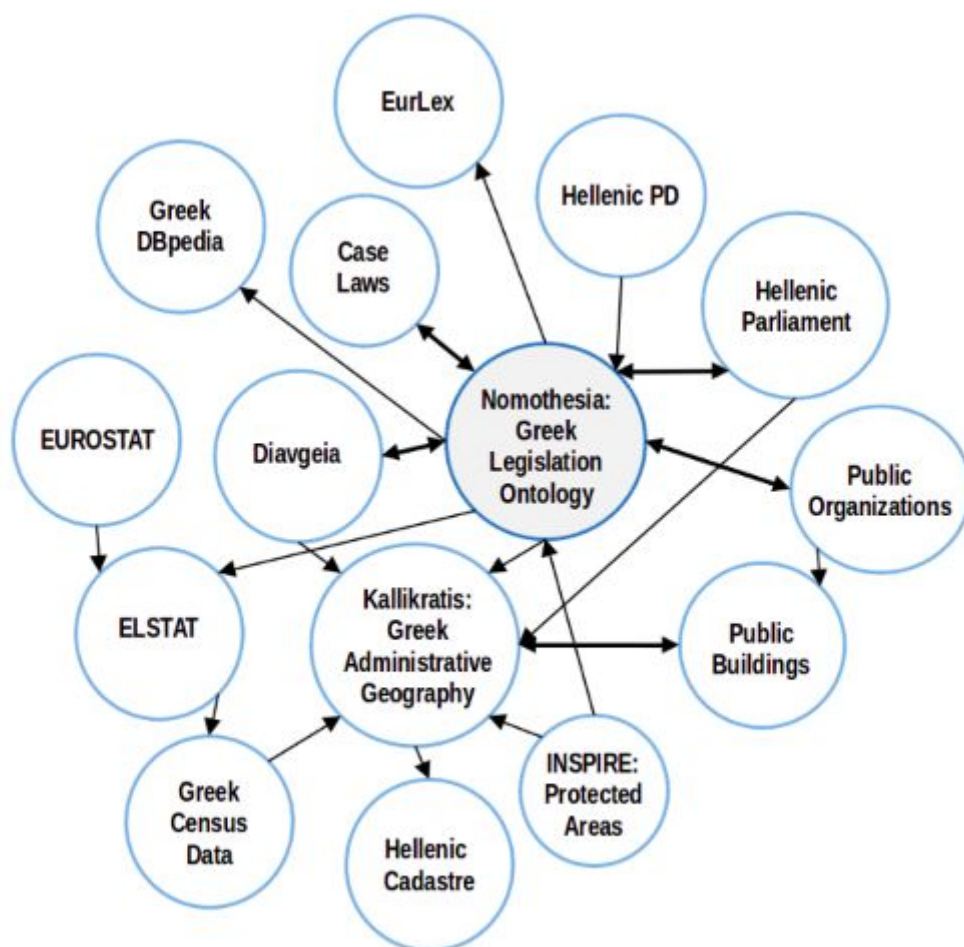 EurLex
Hellenic PD
Greek
DBpedia
Case
Laws
Hellenic
Parliament
Nomothesia:
Greek
Legislation
Ontology
EUROSTAT
Diavgeia
Public
Organizations
ELSTAT
Kallikratis:
Greek
Administrative
Geography
Public
Buildings
Greek
Census
Data
Hellenic
Cadastre
INSPIRE:
Protected
Areas